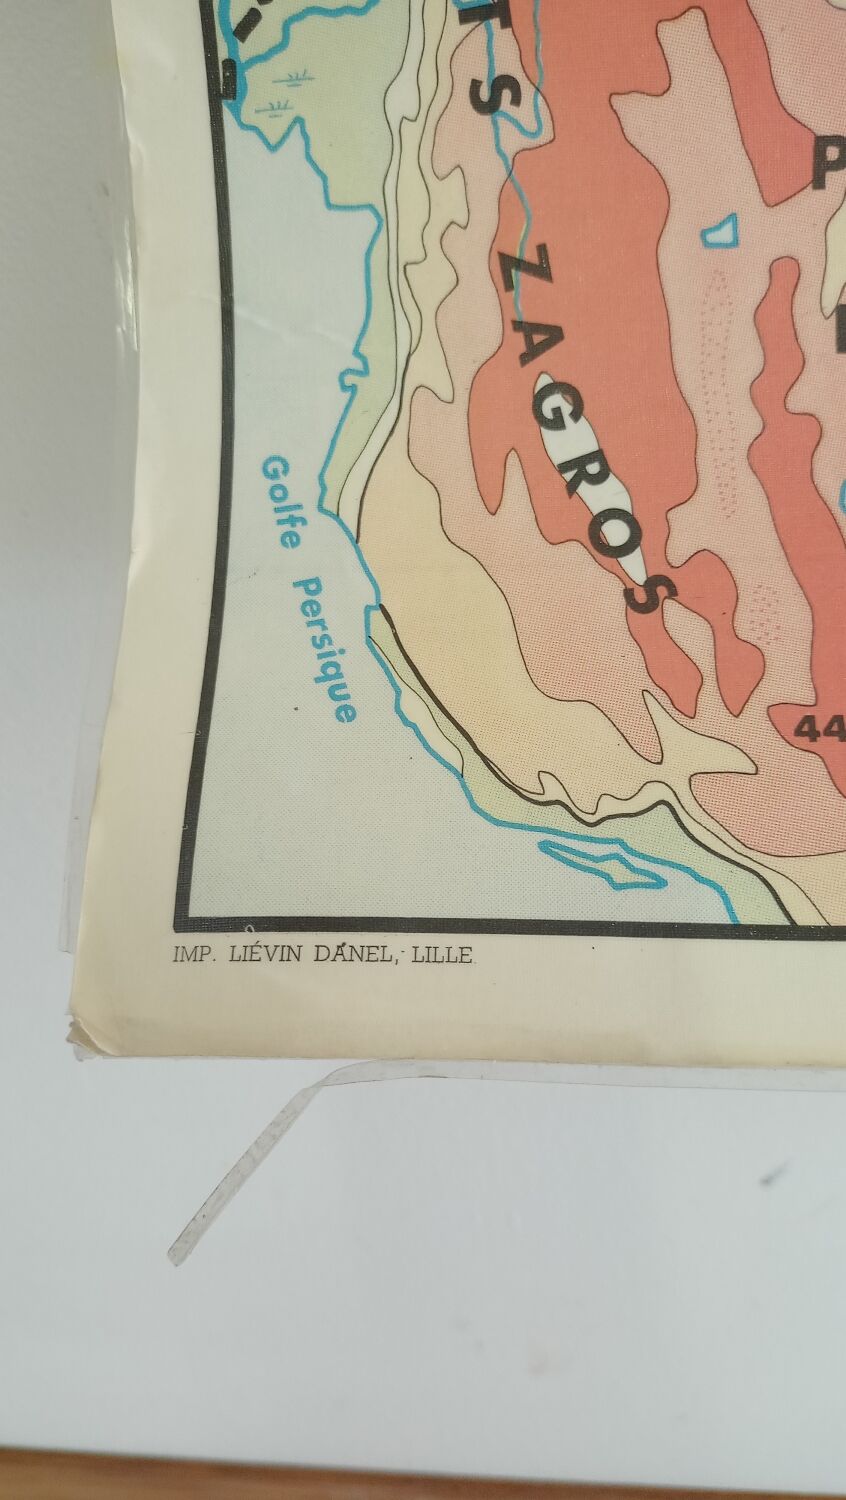 TS
ZAGROS
P
Golfe Persique
44
IMP. LIÉVIN DANEL, LILLE